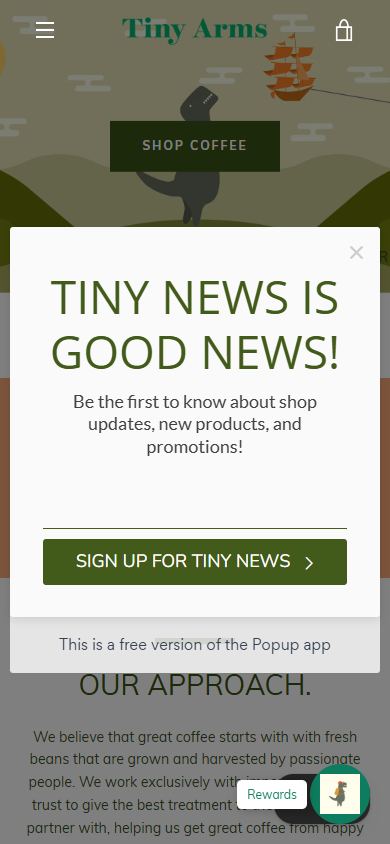 Tiny Arms
SHOP COFFEE
TINY NEWS IS
GOOD NEWS!
Be the first to know about shop
updates, new products, and
promotions!
SIGN UP FOR TINY NEWS
This is a free version of the Popup app
OUR APPROACH.
We believe that great coffee starts with with fresh
beans that are grown and harvested by passionate
people. We work exclusively with
trust to give the best treatment to
Rewards
partner with, helping us get great coffee from happy